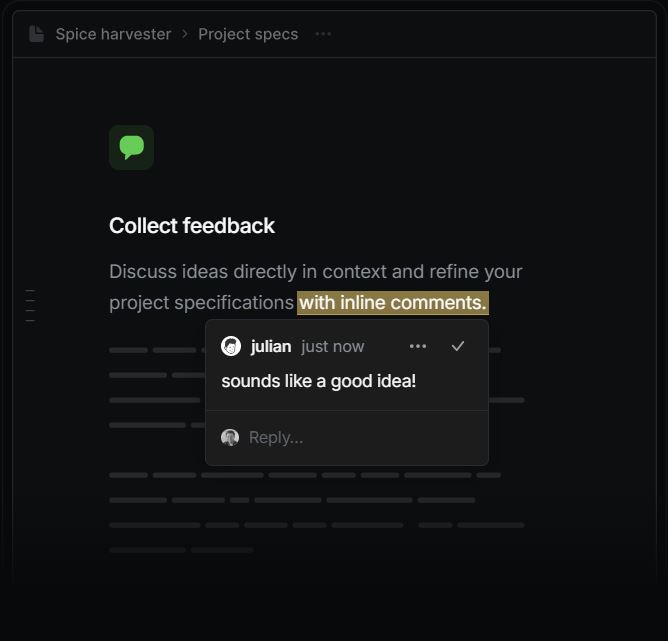 Spice harvester › Project specs ···
Collect feedback
Discuss ideas directly in context and refine your
project specifications with inline comments.
julian just now ···
sounds like a good idea!
Reply...